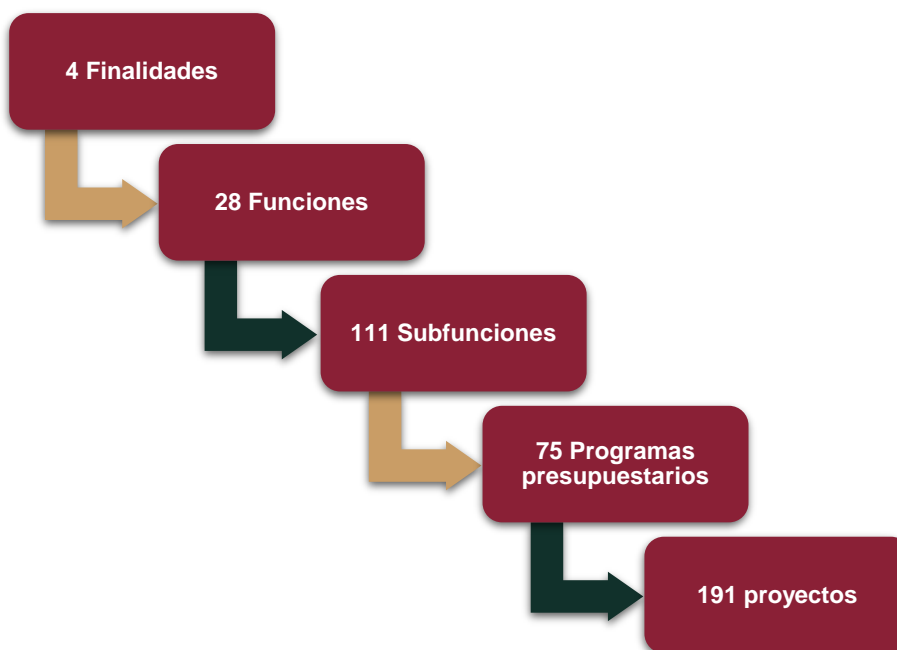 4 Finalidades
28 Funciones
111 Subfunciones
75 Programas
presupuestarios
191 proyectos